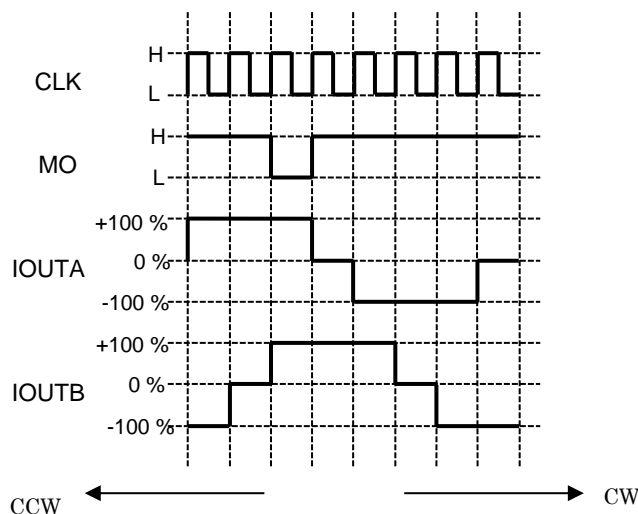 CLK
H
L
MO
H
L
IOUTA
+100 %
0 %
-100 %
IOUTB
+100 %
0 %
-100 %
CCW
CW